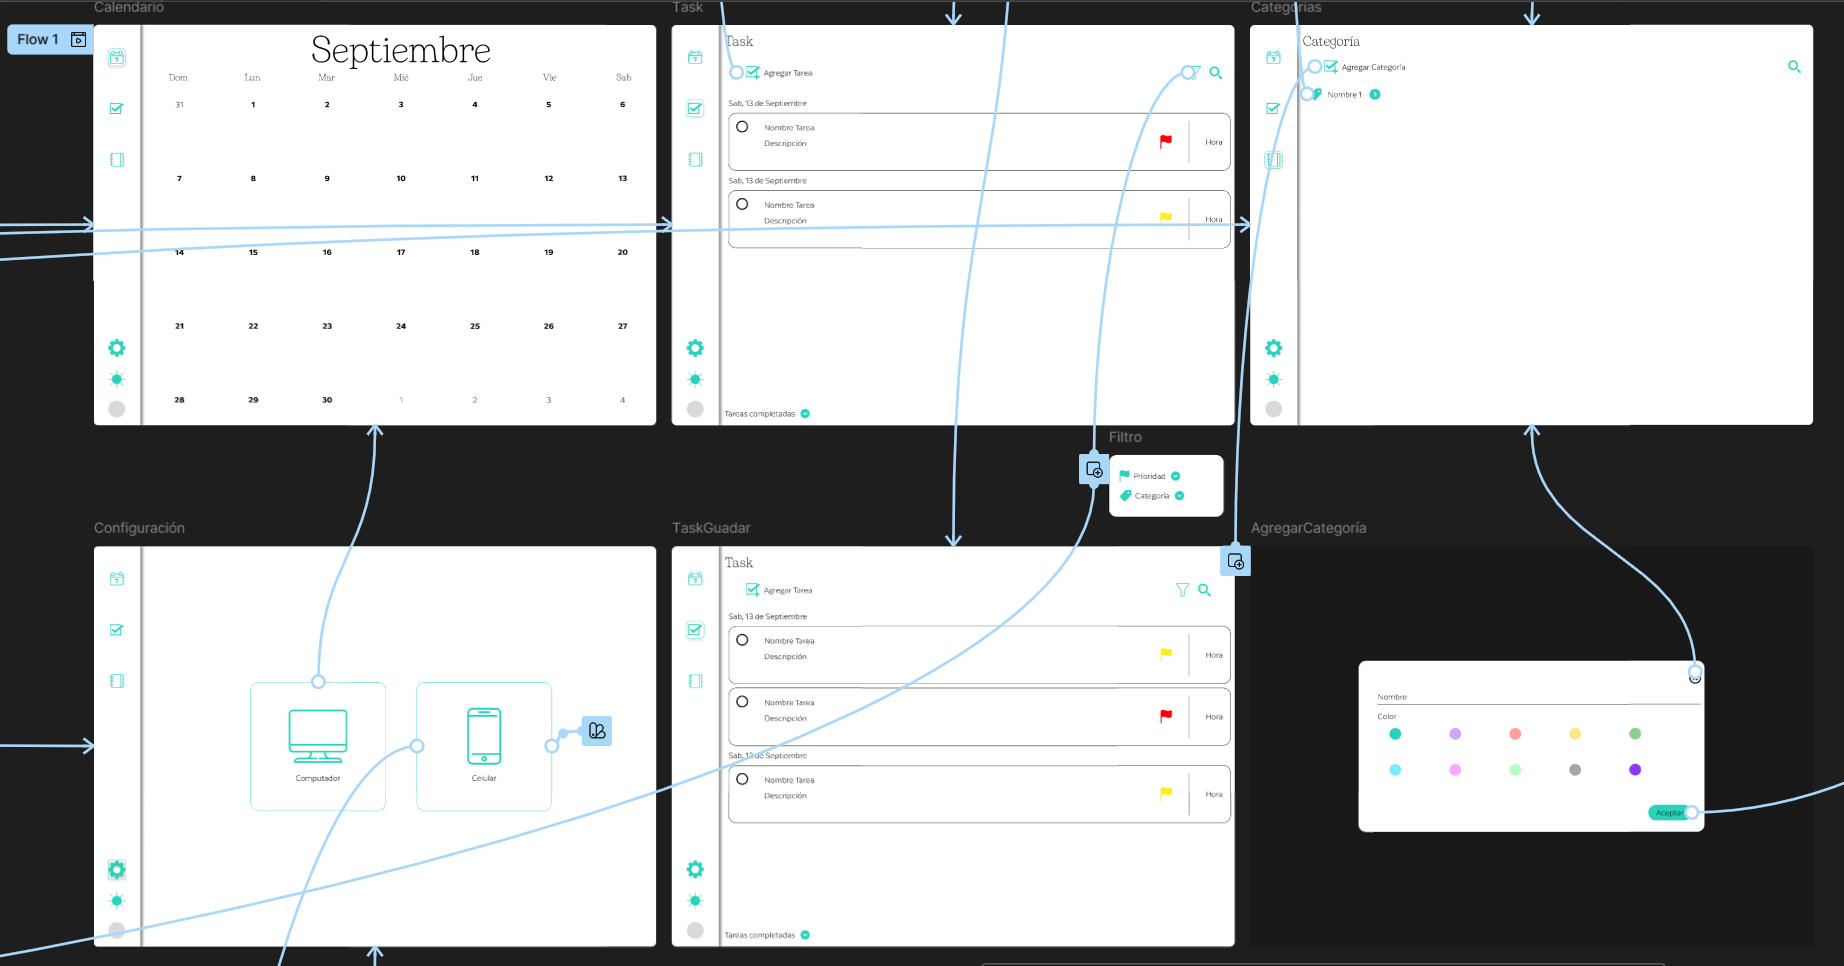 Calendario
Flow 1
Septiembre
Dom Lun Mar Mié Jue Vie Sab
31 1 2 3 4 5 6
7 8 9 10 11 12 13
14 15 16 17 18 19 20
21 22 23 24 25 26 27
28 29 30 1 2 3 4
Task
Task
Agregar Tarea
Sab, 13 de Septiembre
Nombre Tarea
Descripción
Hora
Sab, 13 de Septiembre
Nombre Tarea
Descripción
Hora
Tareas completadas
Categorías
Categoría
Agregar Categoría
Nombre 1
Filtro
Prioridad
Categoría
Configuración
Computador
Celular
TaskGuadar
Task
Agregar Tarea
Sab, 13 de Septiembre
Nombre Tarea
Descripción
Hora
Nombre Tarea
Descripción
Hora
Sab, 13 de Septiembre
Nombre Tarea
Descripción
Hora
Tareas completadas
AgregarCategoría
Nombre
Color
Aceptar